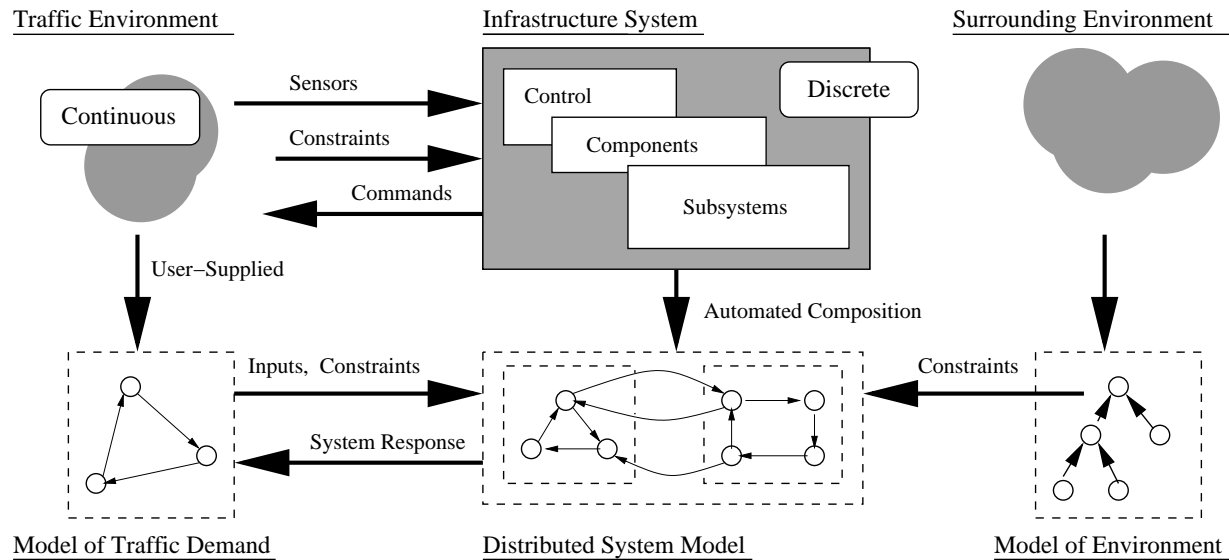 Traffic Environment
Infrastructure System
Surrounding Environment
Continuous
Sensors
Control
Discrete
Constraints
Components
Commands
Subsystems
User–Supplied
Automated Composition
Inputs, Constraints
Constraints
System Response
Model of Traffic Demand
Distributed System Model
Model of Environment